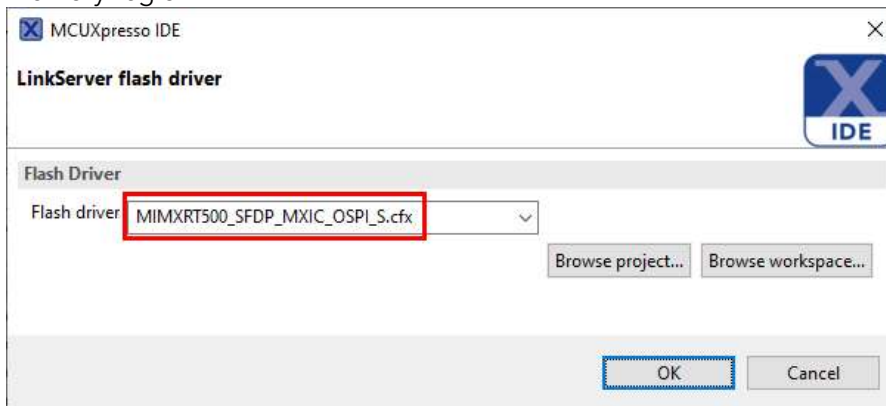 MCUXpresso IDE
LinkServer flash driver
IDE
Flash Driver
Flash driver MIMXRT500_SFDP_MXIC_OSPI_S.cfx
Browse project... Browse workspace...
OK Cancel